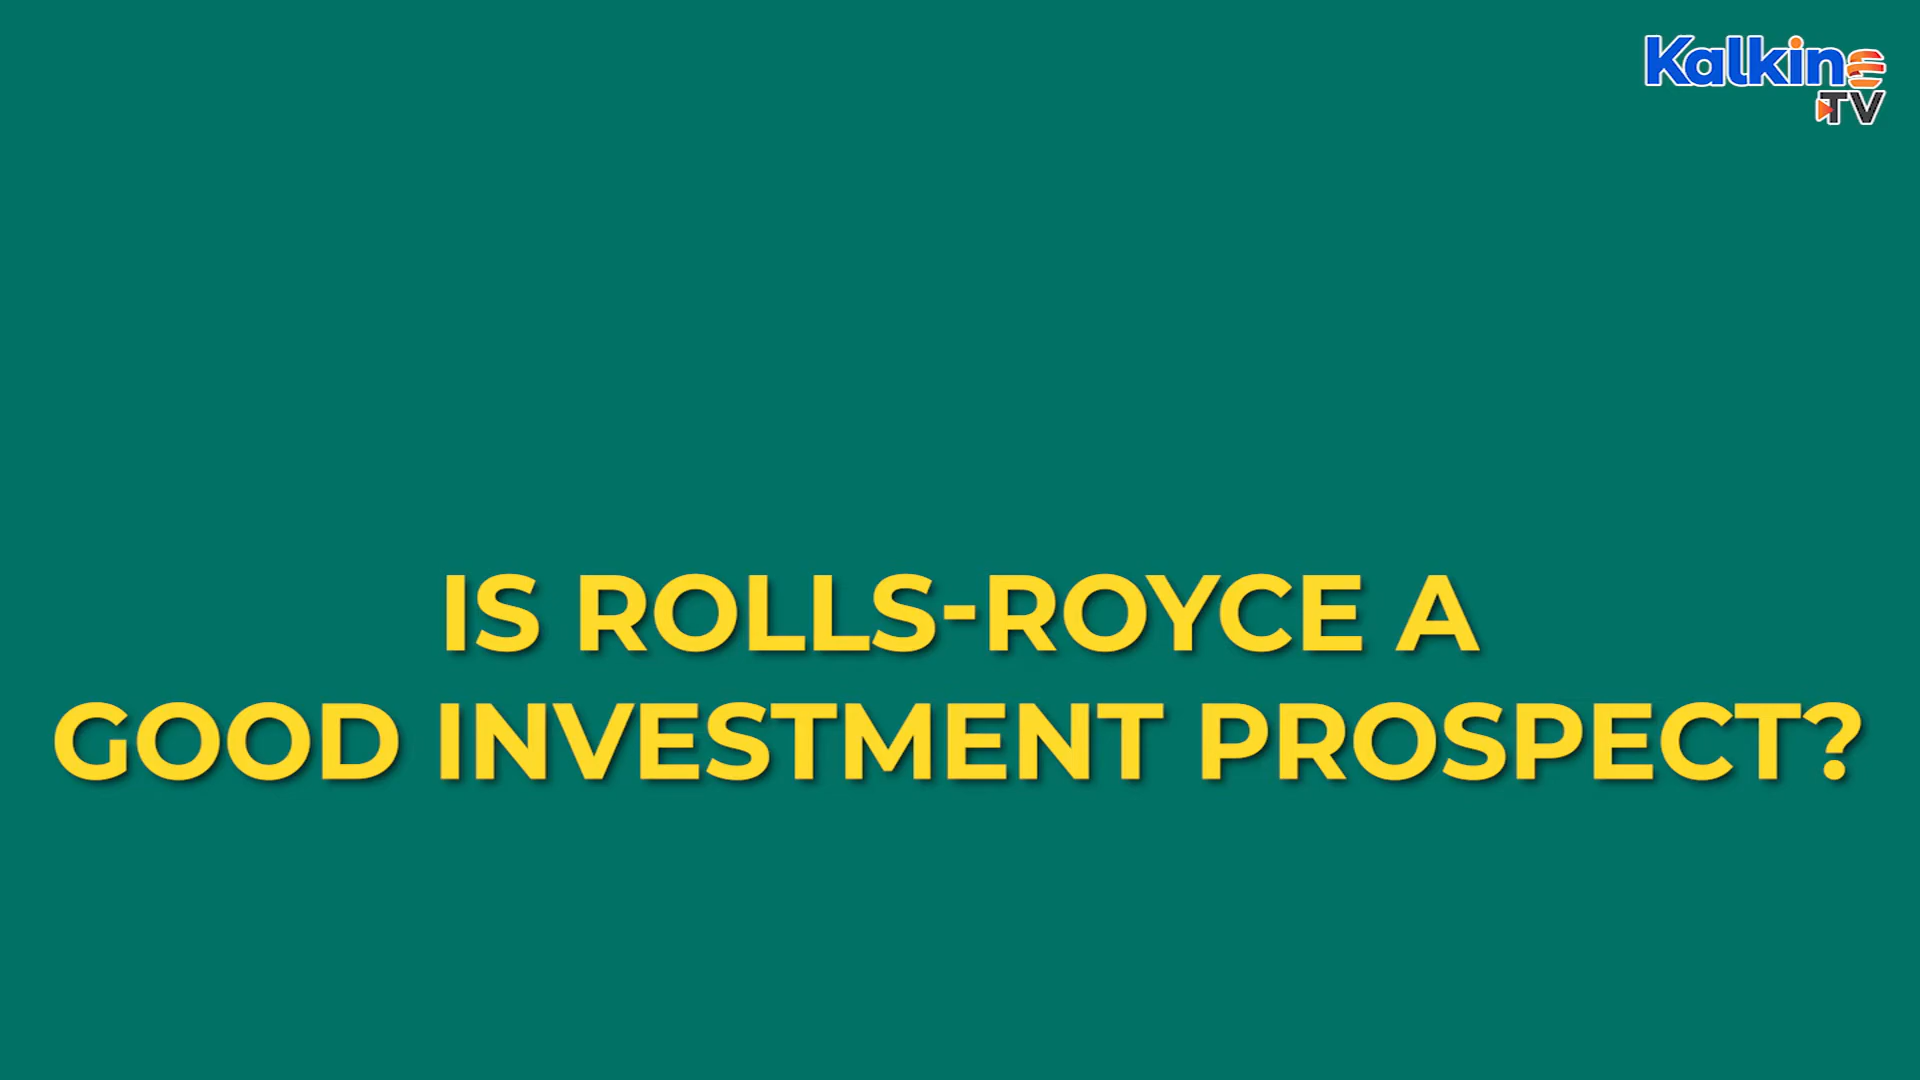 Kalkine
TV
IS ROLLS-ROYCE A
GOOD INVESTMENT PROSPECT?